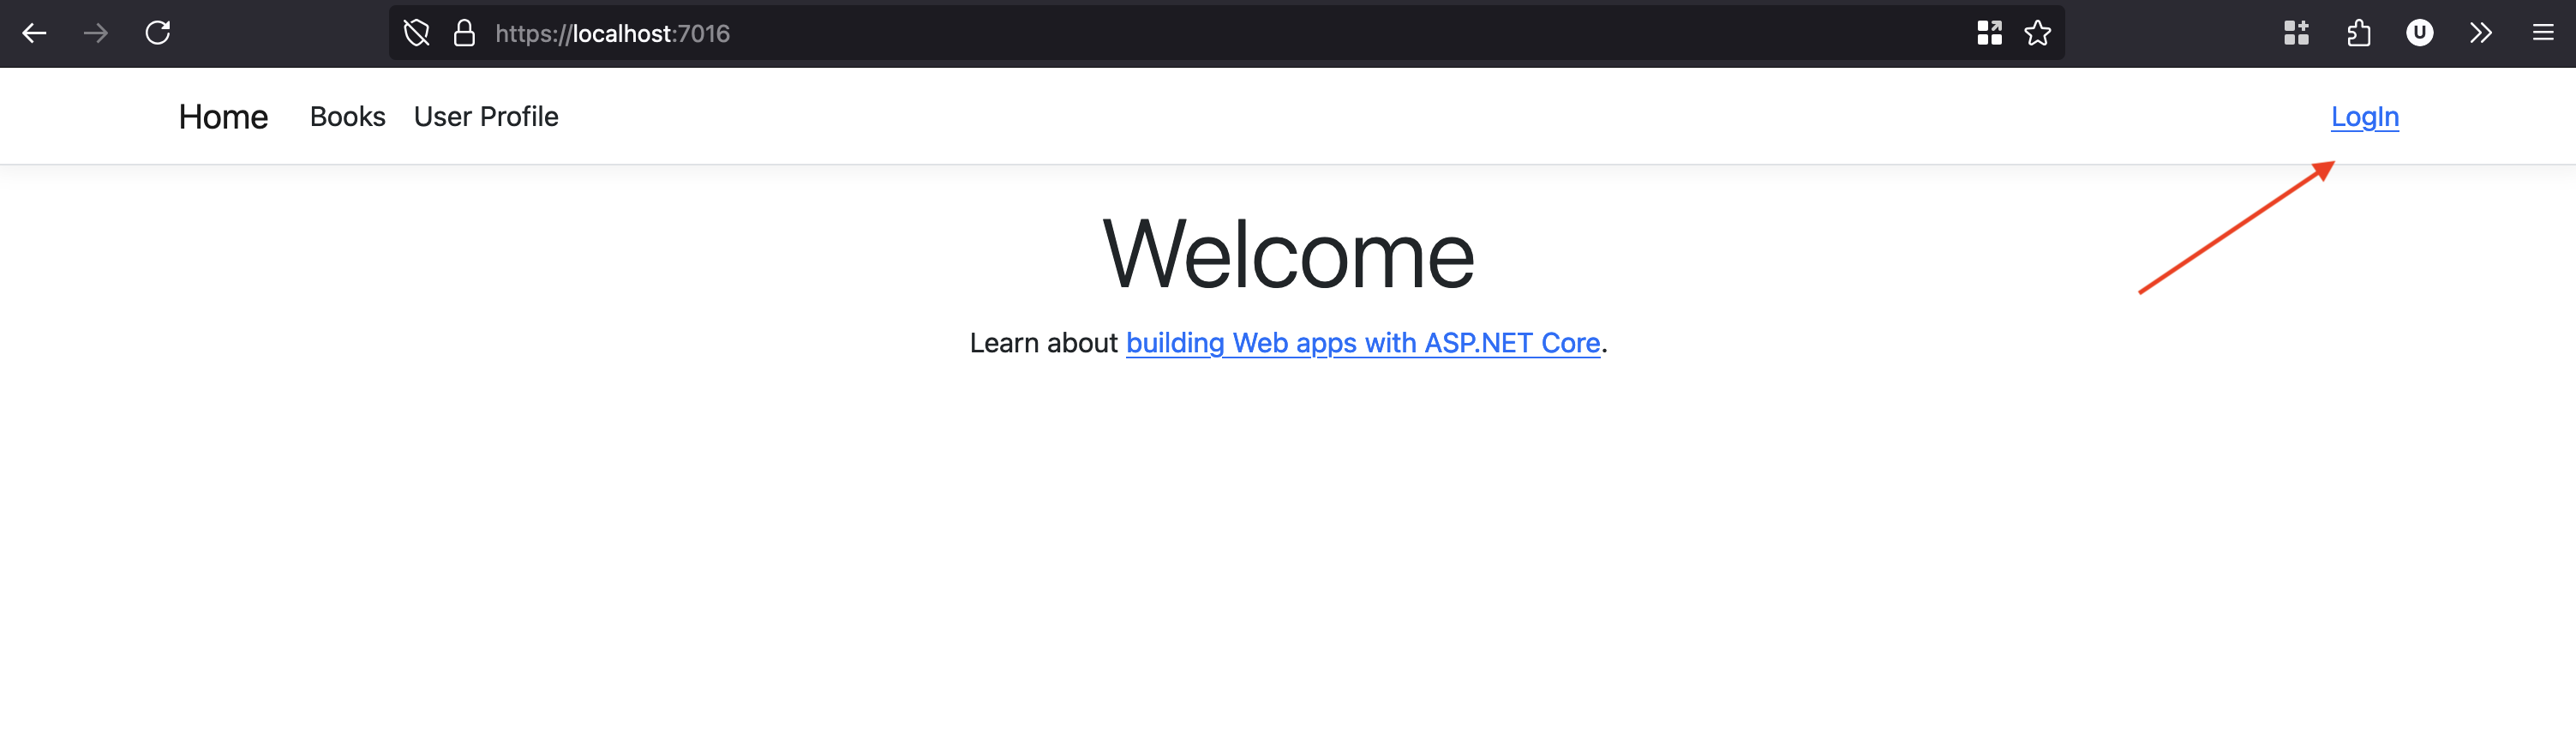 https://localhost:7016
U
Home Books User Profile LogIn
Welcome
Learn about building Web apps with ASP.NET Core.